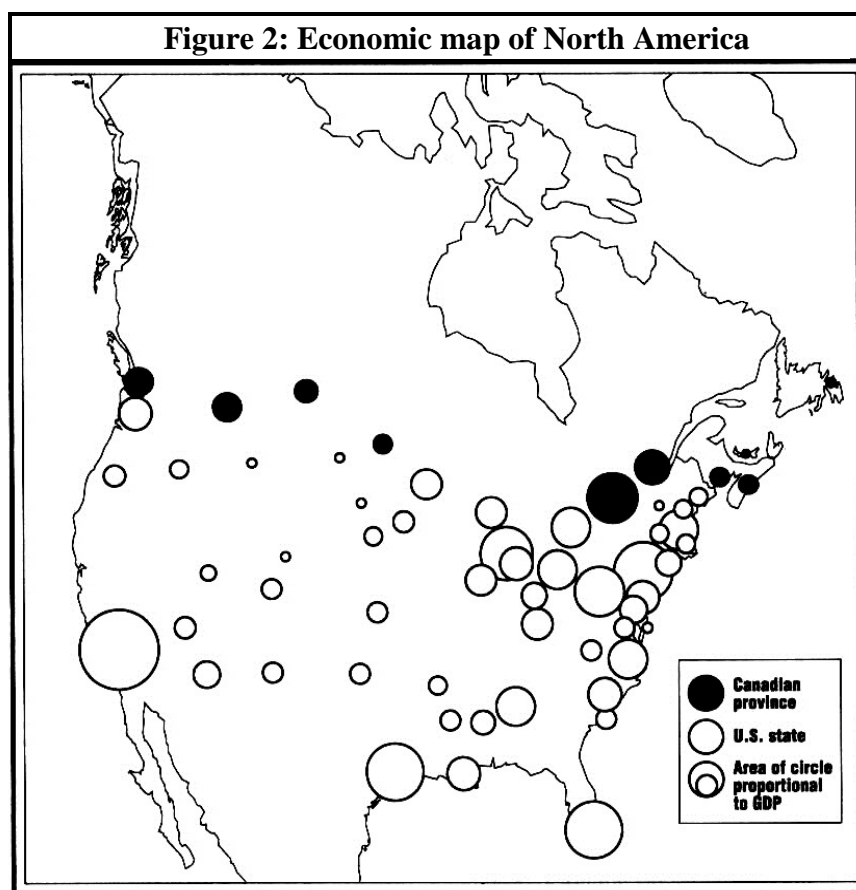 Figure 2: Economic map of North America
Canadian
province
U.S. state
Area of circle
proportional
to GDP